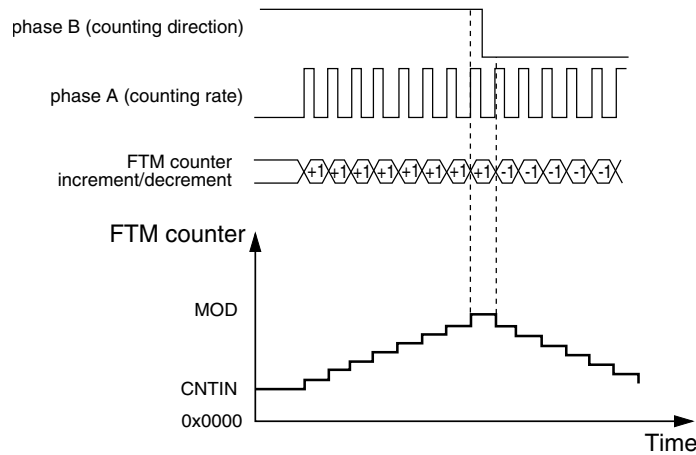 phase B (counting direction)
phase A (counting rate)
FTM counter
increment/decrement
+1 +1 +1 +1 +1 +1 +1 +1 -1 -1 -1 -1 -1
FTM counter
MOD
CNTIN
0x0000
Time